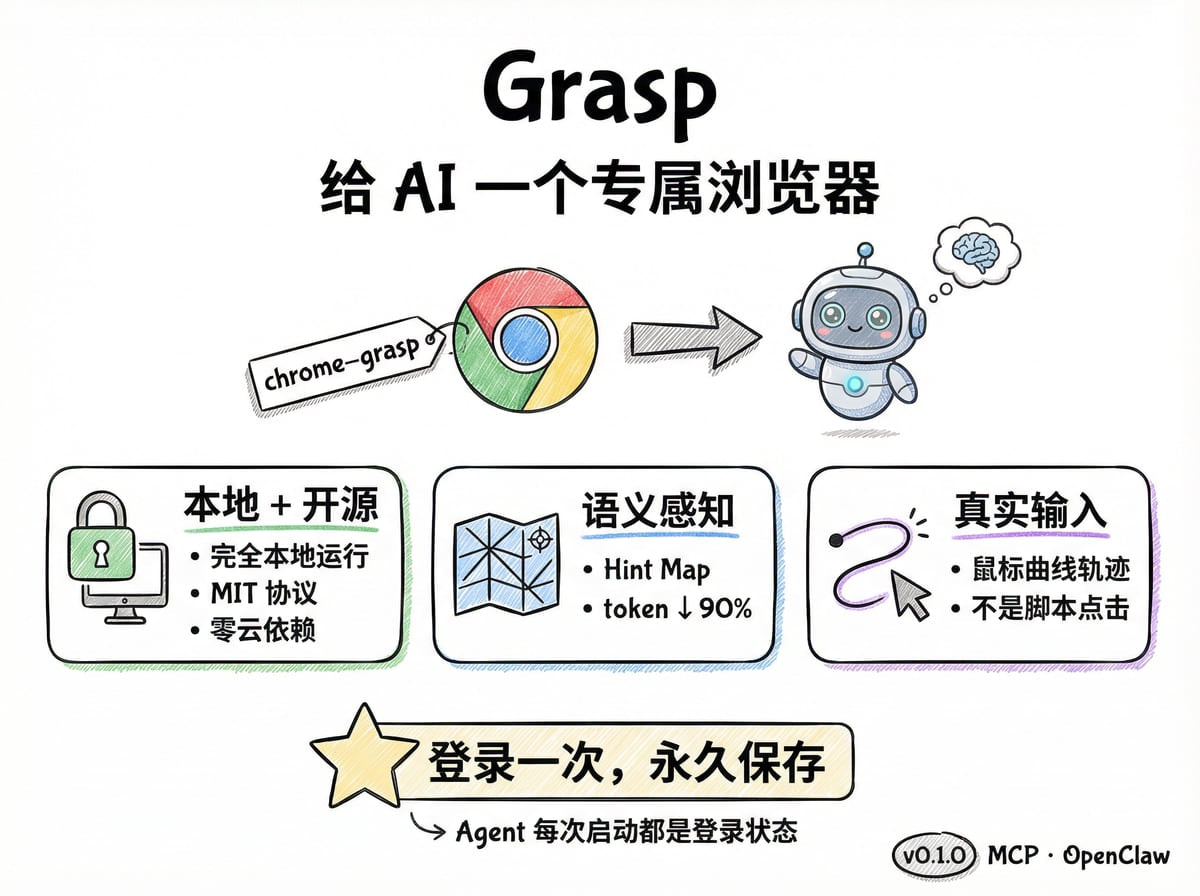 Grasp
给 AI 一个专属浏览器
chrome-grasp
本地 + 开源
• 完全本地运行
• MIT 协议
• 零云依赖
语义感知
• Hint Map
• token ↓ 90%
真实输入
• 鼠标曲线轨迹
• 不是脚本点击
登录一次，永久保存
Agent 每次启动都是登录状态
v0.1.0 MCP · OpenClaw